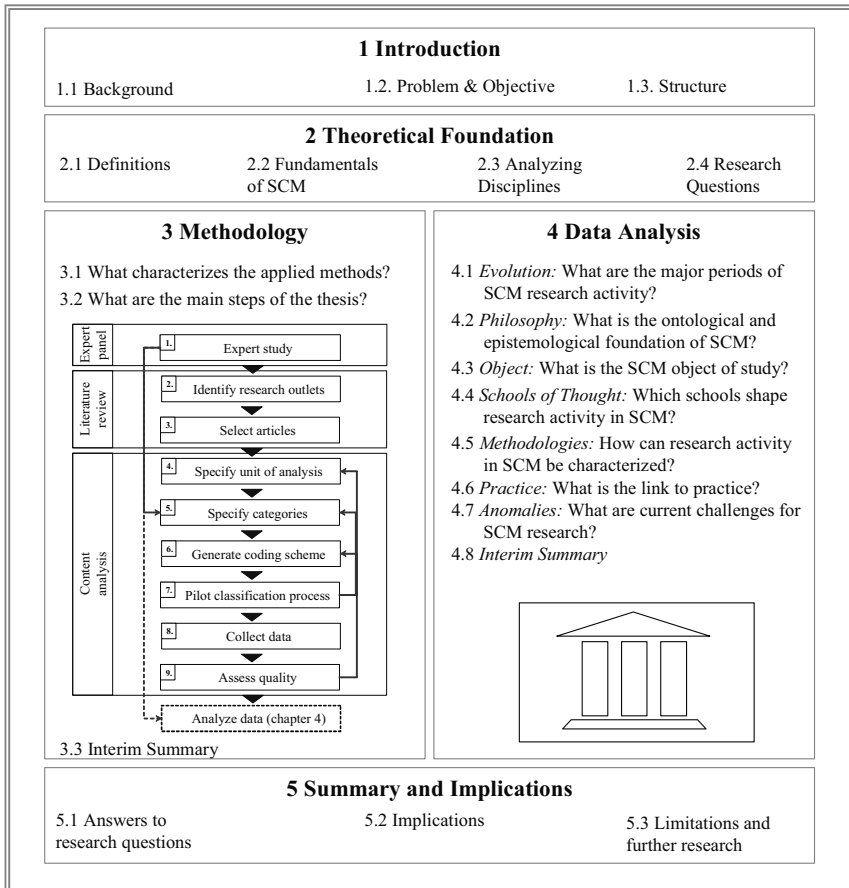 1 Introduction
1.1 Background
1.2. Problem & Objective
1.3. Structure
2 Theoretical Foundation
2.1 Definitions
2.2 Fundamentals
of SCM
2.3 Analyzing
Disciplines
2.4 Research
Questions
3 Methodology
3.1 What characterizes the applied methods?
3.2 What are the main steps of the thesis?
Expert
panel
1.
Expert study
Literature
review
2.
Identify research outlets
3.
Select articles
Content
analysis
4.
Specify unit of analysis
5.
Specify categories
6.
Generate coding scheme
7.
Pilot classification process
8.
Collect data
9.
Assess quality
Analyze data (chapter 4)
3.3 Interim Summary
4 Data Analysis
4.1 Evolution: What are the major periods of
SCM research activity?
4.2 Philosophy: What is the ontological and
epistemological foundation of SCM?
4.3 Object: What is the SCM object of study?
4.4 Schools of Thought: Which schools shape
research activity in SCM?
4.5 Methodologies: How can research activity
in SCM be characterized?
4.6 Practice: What is the link to practice?
4.7 Anomalies: What are current challenges for
SCM research?
4.8 Interim Summary
5 Summary and Implications
5.1 Answers to
research questions
5.2 Implications
5.3 Limitations and
further research